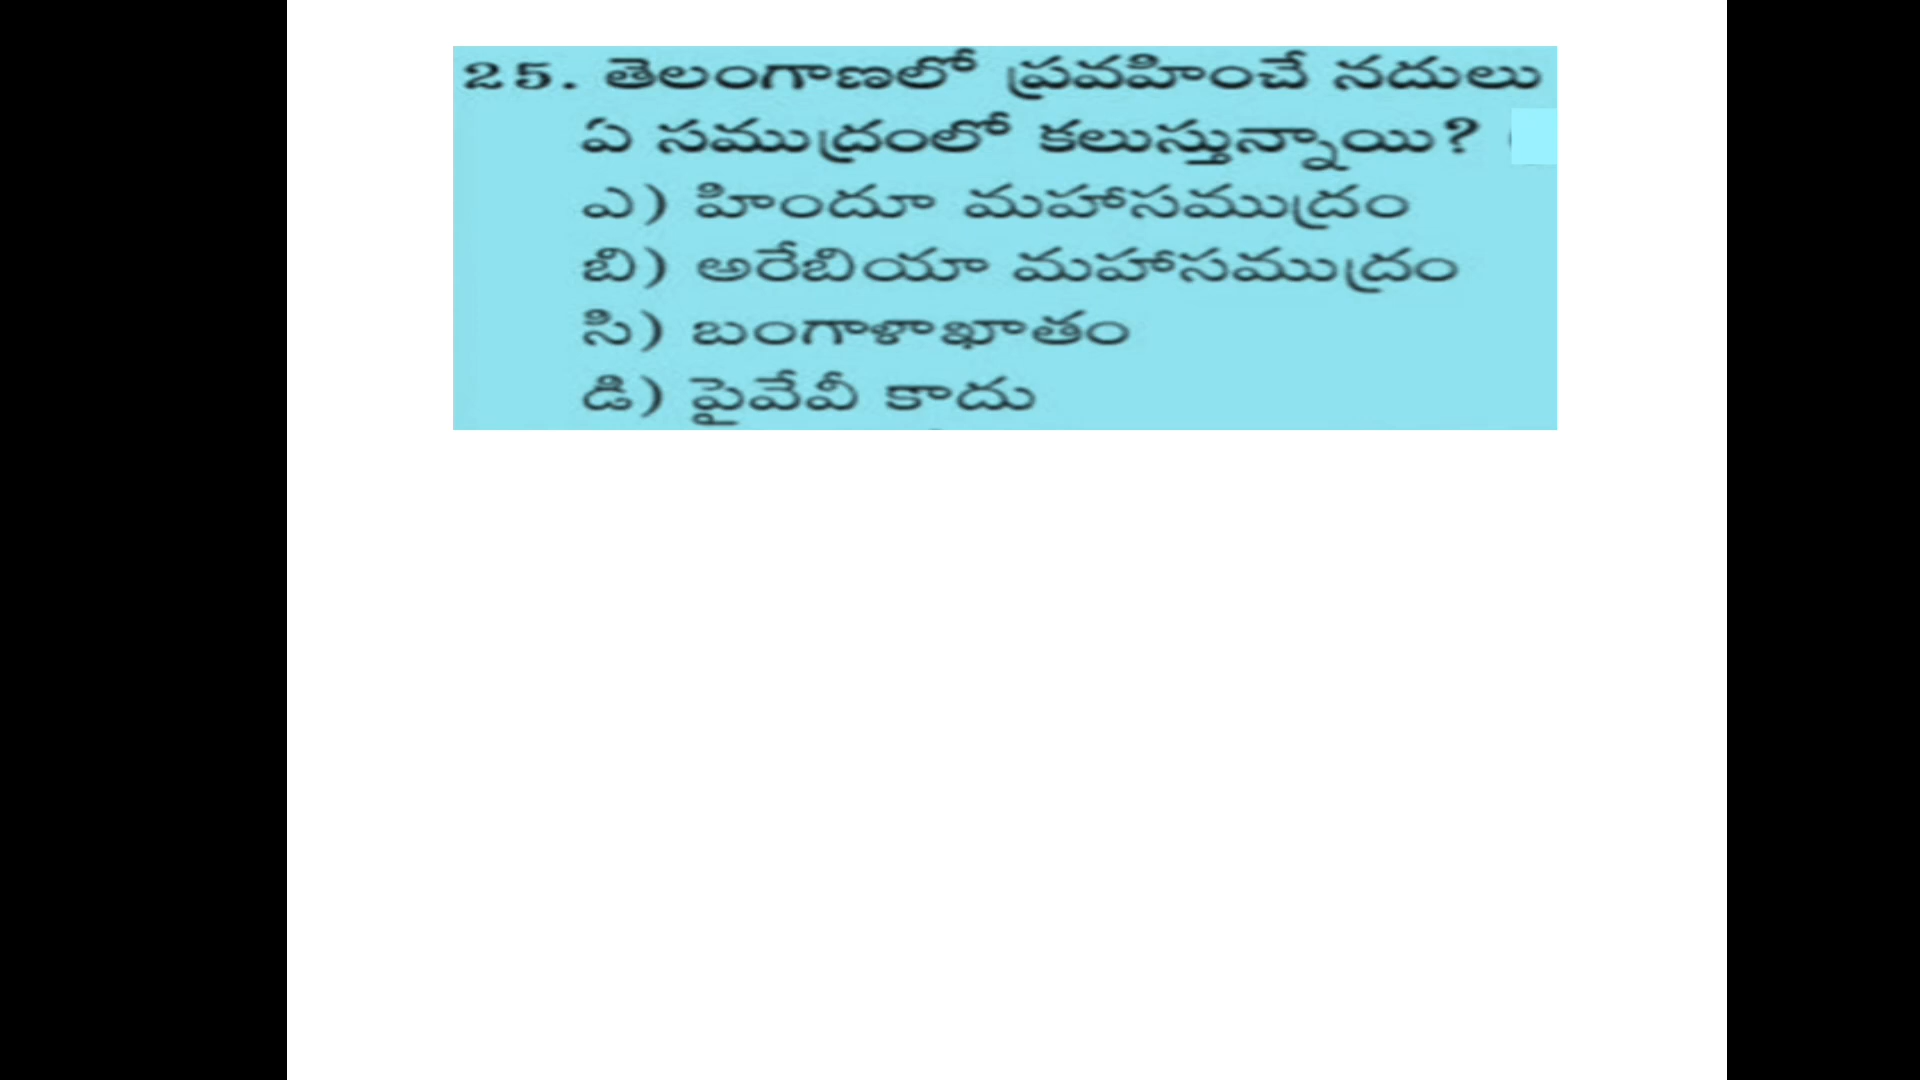 25. తెలంగాణలో ప్రవహించే నదులు
ఏ సముద్రంలో కలుస్తున్నాయి?
ఎ) హిందూ మహాసముద్రం
బి) అరేబియా మహాసముద్రం
సి) బంగాళాఖాతం
డి) పైవేవీ కాదు